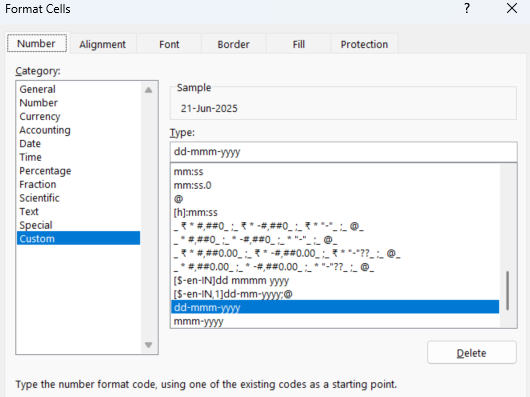 Format Cells ? ×
Number Alignment Font Border Fill Protection
Category:
General
Number
Currency
Accounting
Date
Time
Percentage
Fraction
Scientific
Text
Special
Custom
Sample
21-Jun-2025
Type:
dd-mmm-yyyy
mm:ss
mm:ss.0
@
[h]:mm:ss
_ ₹ * #,##0_ ;_ ₹ * -#,##0_ ;_ ₹ * "-"_ ;_ @_
_ * #,##0_ ;_ * -#,##0_ ;_ * "-"_ ;_ @_
_ ₹ * #,##0.00_ ;_ ₹ * -#,##0.00_ ;_ ₹ * "-"??_ ;_ @_
_ * #,##0.00_ ;_ * -#,##0.00_ ;_ * "-"??_ ;_ @_
[$-en-IN]dd mmmm yyyy
[$-en-IN,1]dd-mm-yyyy;@
dd-mmm-yyyy
mmm-yyyy
Delete
Type the number format code, using one of the existing codes as a starting point.